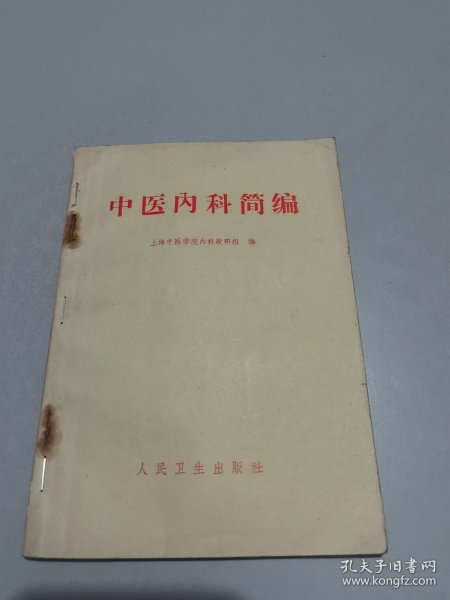 中医内科简编
上海中医学院内科教研组 编
人民卫生出版社
孔夫子旧书网
www.kongfz.com